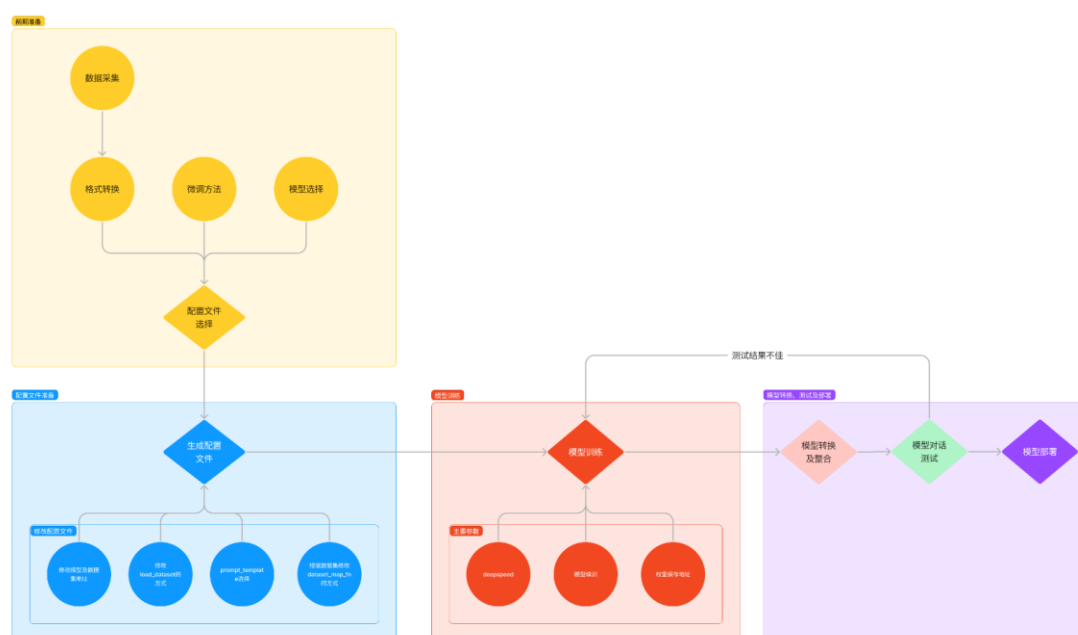 前期准备
数据采集
格式转换
微调方法
模型选择
配置文件
选择
测试结果不佳
配置文件准备
模型训练
模型转换、测试及部署
生成配置
文件
模型训练
模型转换
及整合
模型对话
测试
模型部署
修改配置文件
主要参数
修改模型及数据
集地址
修改
load_dataset的
方式
prompt_templat
e选择
根据数据集修改
dataset_map_fn
的方式
deepspeed
模型续训
权重保存地址